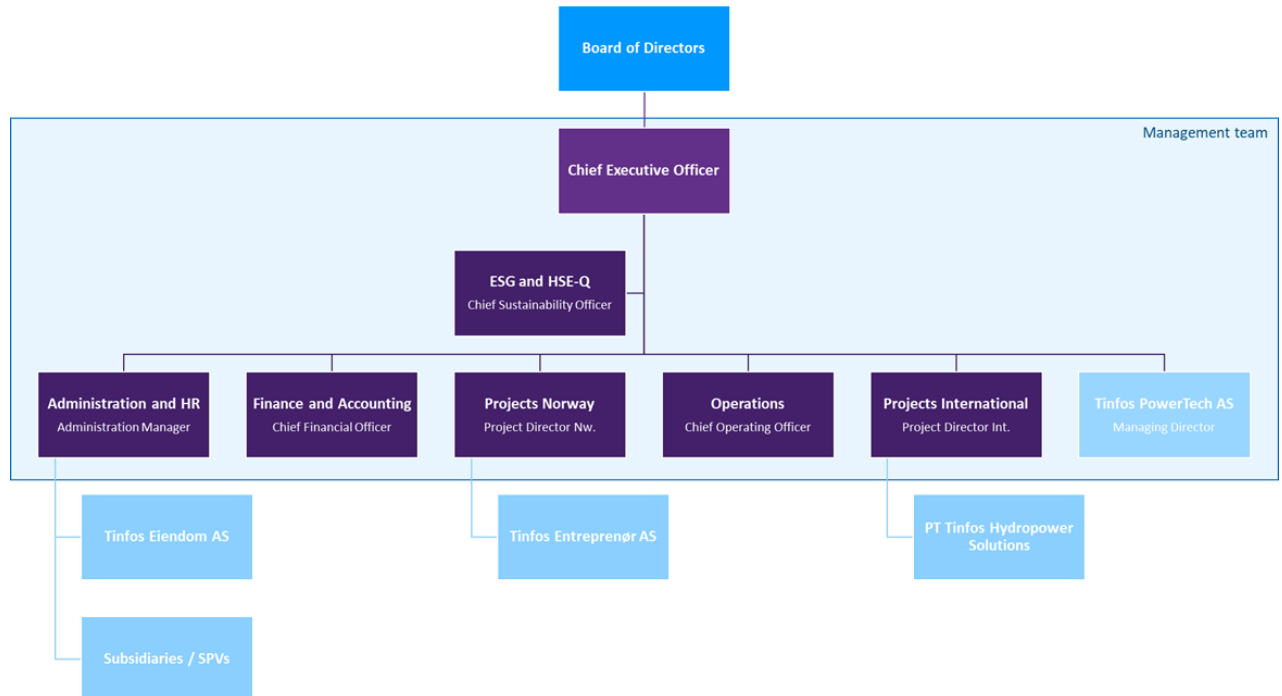 Board of Directors
Management team
Chief Executive Officer
ESG and HSE-Q
Chief Sustainability Officer
Administration and HR
Administration Manager
Finance and Accounting
Chief Financial Officer
Projects Norway
Project Director Nw.
Operations
Chief Operating Officer
Projects International
Project Director Int.
Tinfos PowerTech AS
Managing Director
Tinfos Eiendom AS
Tinfos Entreprenør AS
PT Tinfos Hydropower
Solutions
Subsidiaries / SPVs